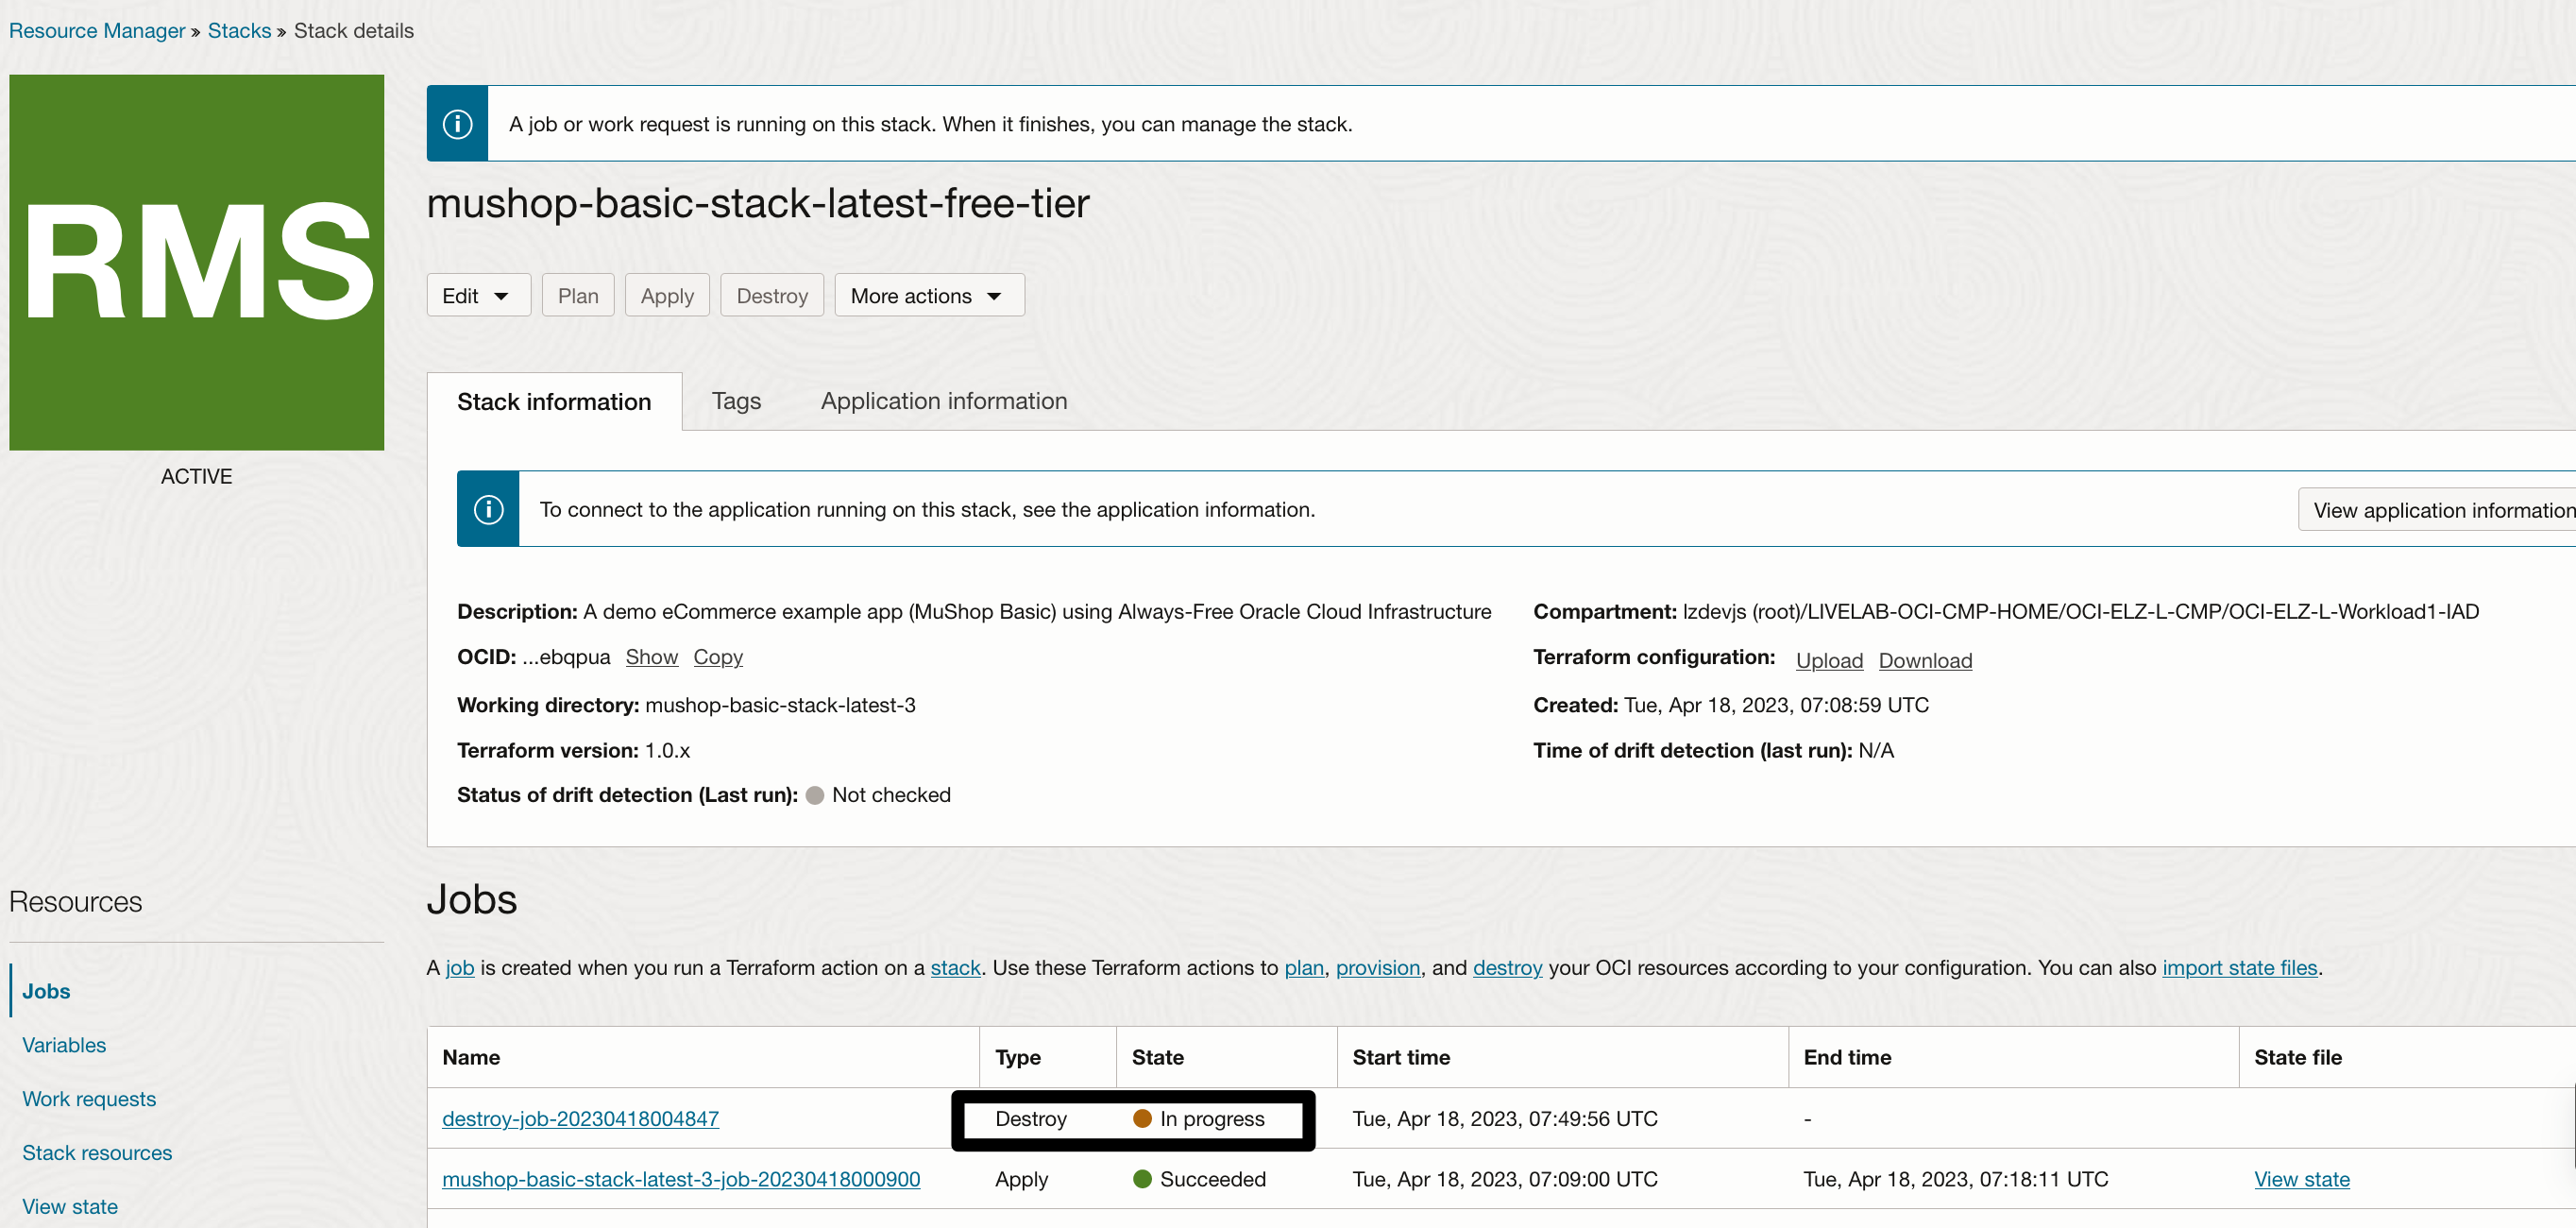 Resource Manager » Stacks » Stack details
RMS
ACTIVE
A job or work request is running on this stack. When it finishes, you can manage the stack.
mushop-basic-stack-latest-free-tier
Edit Plan Apply Destroy More actions
Stack information Tags Application information
To connect to the application running on this stack, see the application information. View application information
Description: A demo eCommerce example app (MuShop Basic) using Always-Free Oracle Cloud Infrastructure
OCID: ...ebqpua Show Copy
Working directory: mushop-basic-stack-latest-3
Terraform version: 1.0.x
Status of drift detection (Last run): Not checked
Compartment: lzdevjs (root)/LIVELAB-OCI-CMP-HOME/OCI-ELZ-L-CMP/OCI-ELZ-L-Workload1-IAD
Terraform configuration: Upload Download
Created: Tue, Apr 18, 2023, 07:08:59 UTC
Time of drift detection (last run): N/A
Resources
Jobs
Variables
Work requests
Stack resources
View state
Jobs
A job is created when you run a Terraform action on a stack. Use these Terraform actions to plan, provision, and destroy your OCI resources according to your configuration. You can also import state files.
Name Type State Start time End time State file
destroy-job-20230418004847 Destroy In progress Tue, Apr 18, 2023, 07:49:56 UTC -
mushop-basic-stack-latest-3-job-20230418000900 Apply Succeeded Tue, Apr 18, 2023, 07:09:00 UTC Tue, Apr 18, 2023, 07:18:11 UTC View state